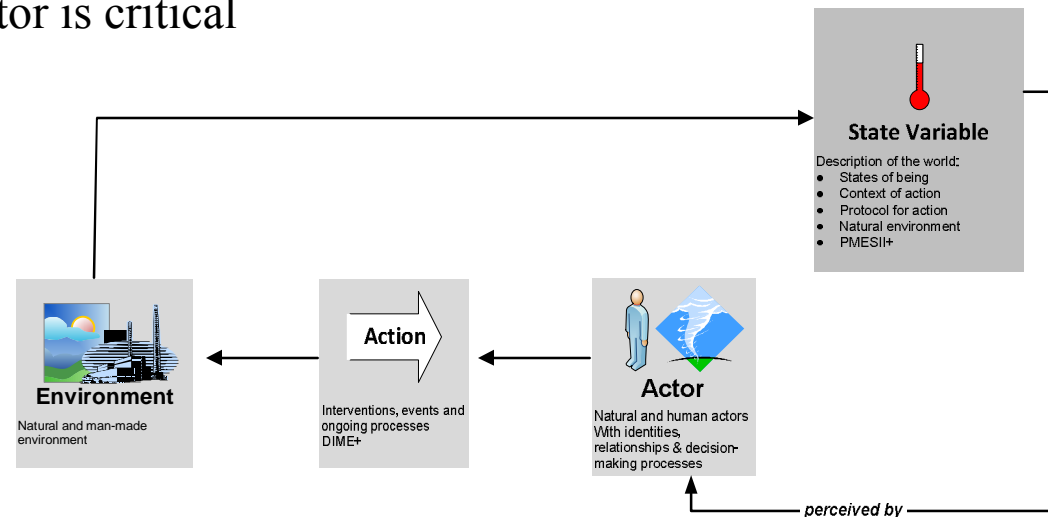 tor is critical
State Variable
Description of the world:
• States of being
• Context of action
• Protocol for action
• Natural environment
• PMESII+
Environment
Natural and man-made
environment
Action
Interventions, events and
ongoing processes
DIME+
Actor
Natural and human actors
With identities,
relationships & decision-
making processes
perceived by